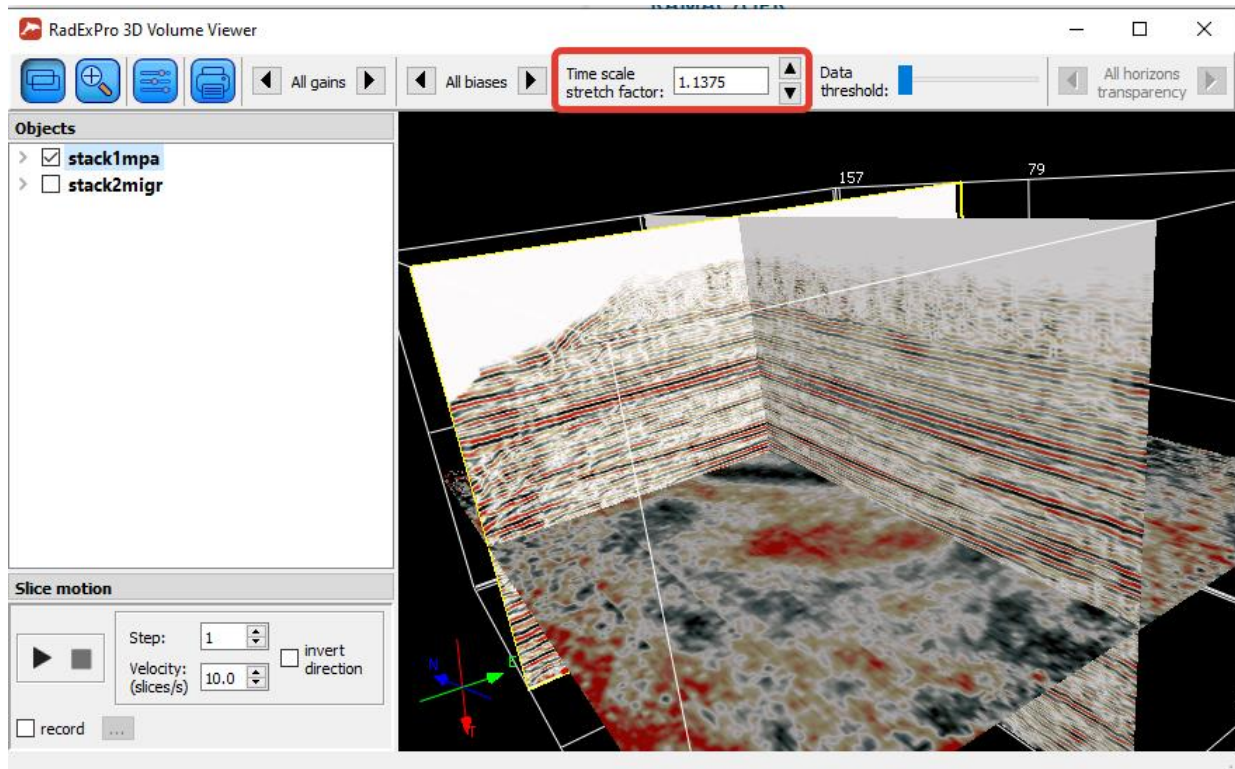 RadExPro 3D Volume Viewer
All gains
All biases
Time scale
stretch factor:
1.1375
Data
threshold:
All horizons
transparency
Objects
stack1mpa
stack2migr
157
79
N
E
T
Slice motion
Step:
1
Velocity:
(slices/s)
10.0
invert
direction
record
...